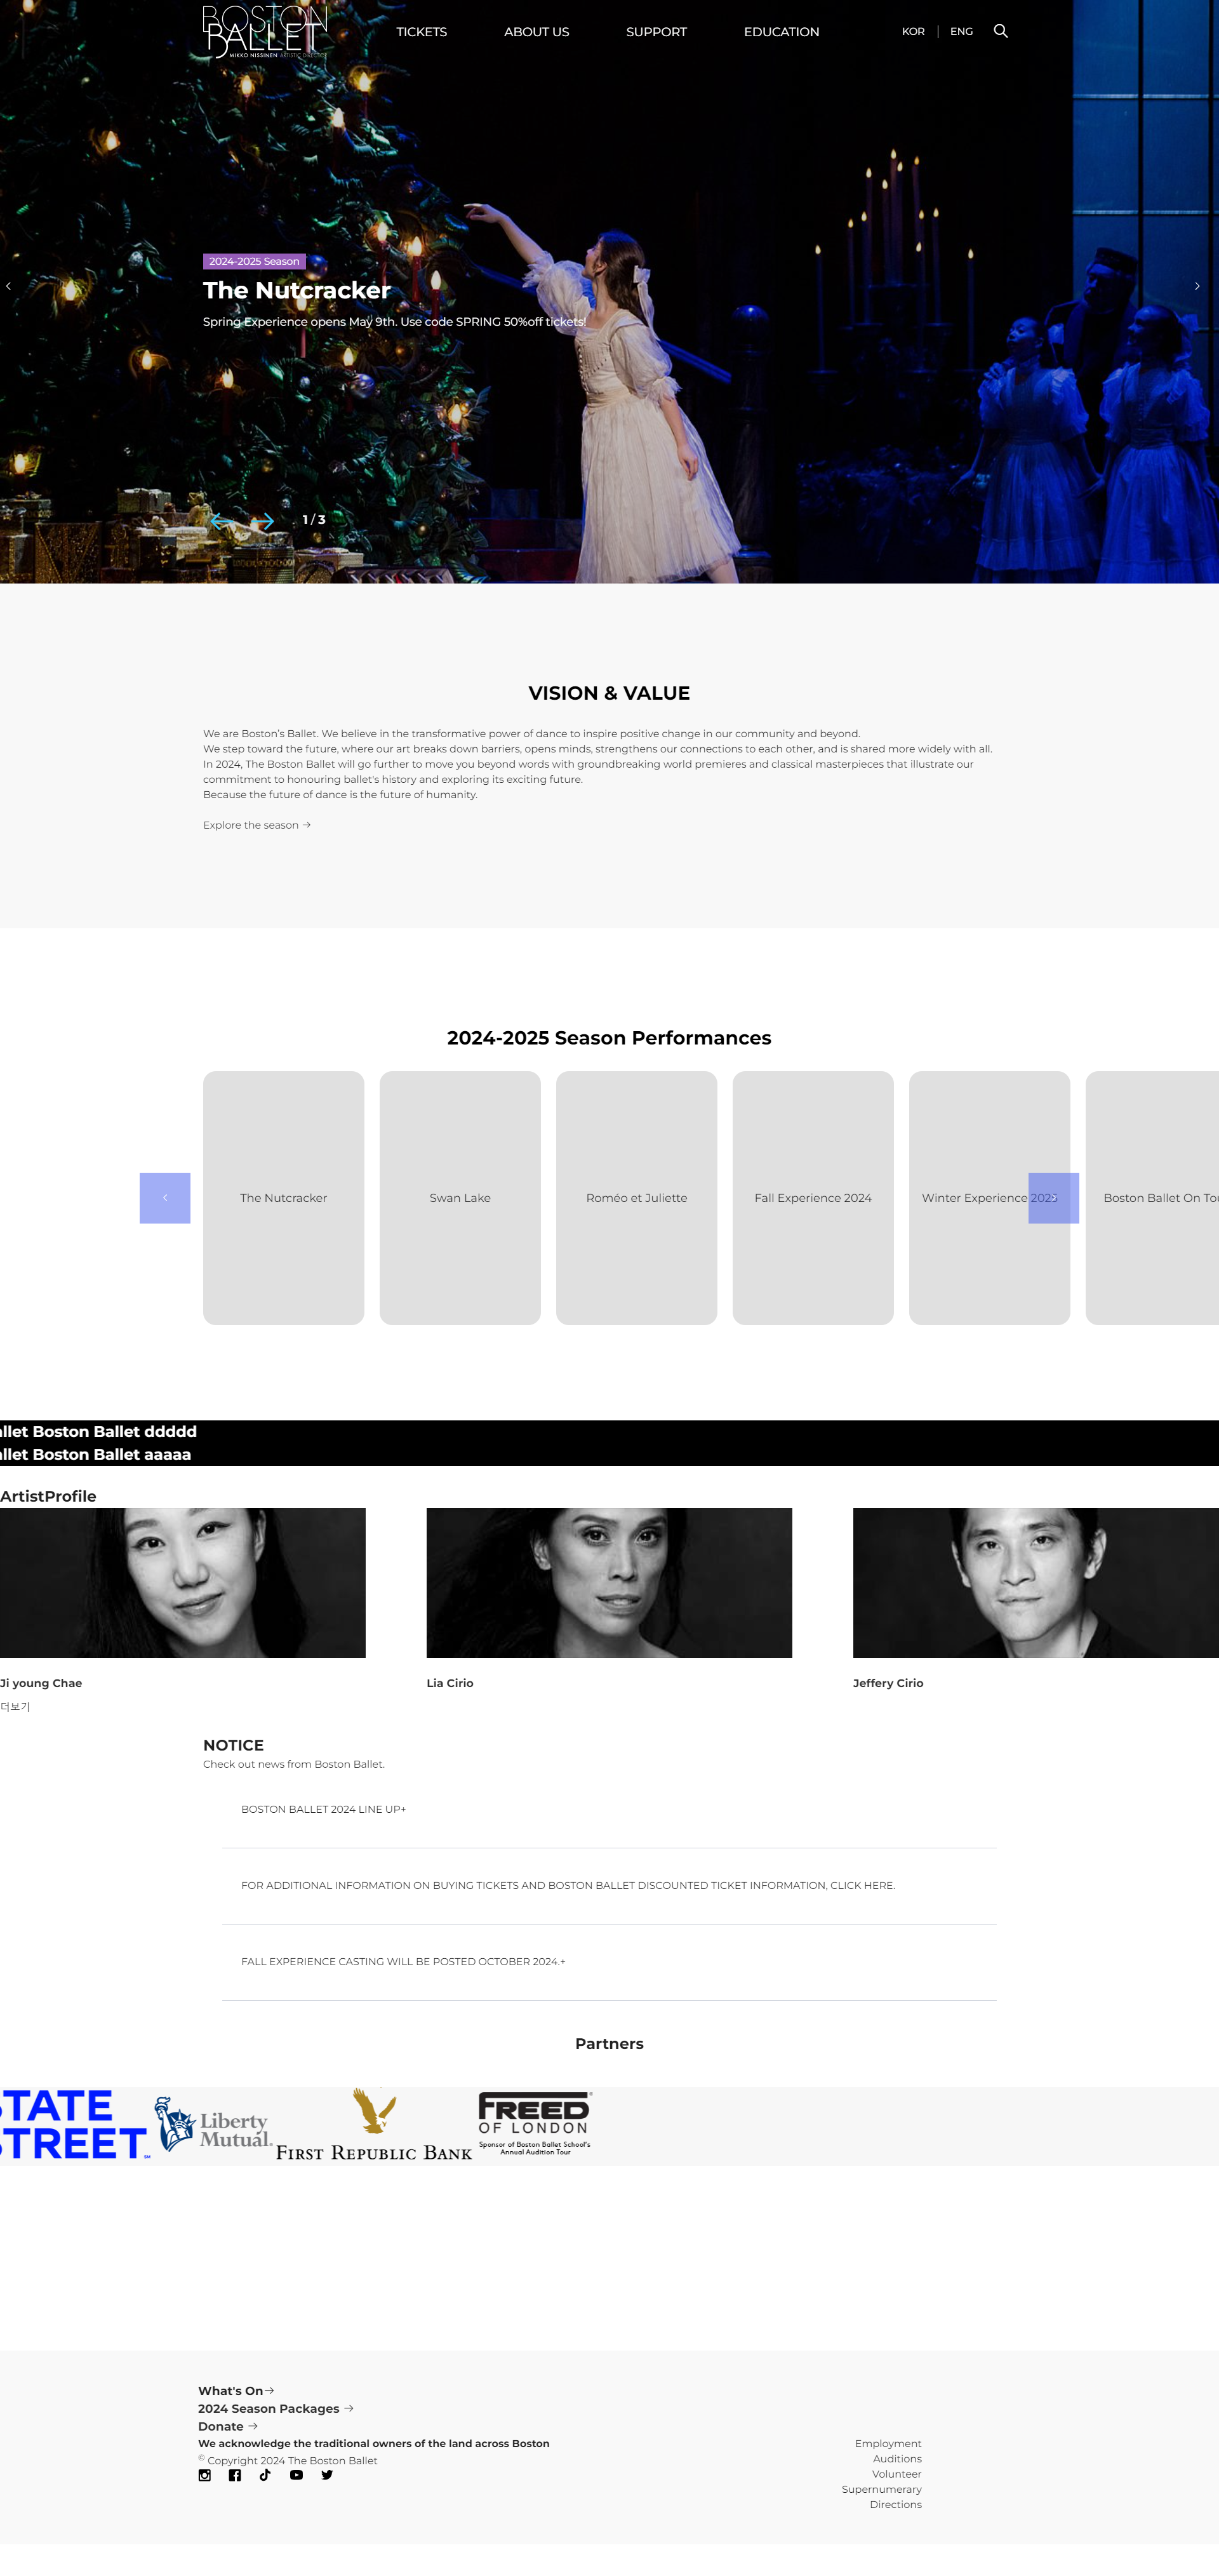 BOSTON
BALLET
MIKKO NISSINEN ARTISTIC DIRECTOR
TICKETS
ABOUT US
SUPPORT
EDUCATION
KOR
ENG
2024-2025 Season
The Nutcracker
Spring Experience opens May 9th. Use code SPRING 50%off tickets!
1 / 3
VISION & VALUE
We are Boston’s Ballet. We believe in the transformative power of dance to inspire positive change in our community and beyond.
We step toward the future, where our art breaks down barriers, opens minds, strengthens our connections to each other, and is shared more widely with all.
In 2024, The Boston Ballet will go further to move you beyond words with groundbreaking world premieres and classical masterpieces that illustrate our
commitment to honouring ballet's history and exploring its exciting future.
Because the future of dance is the future of humanity.
Explore the season →
2024-2025 Season Performances
The Nutcracker
Swan Lake
Roméo et Juliette
Fall Experience 2024
Winter Experience 2025
Boston Ballet On Tou
allet Boston Ballet ddddd
allet Boston Ballet aaaaa
ArtistProfile
Ji young Chae
Lia Cirio
Jeffery Cirio
더보기
NOTICE
Check out news from Boston Ballet.
BOSTON BALLET 2024 LINE UP+
FOR ADDITIONAL INFORMATION ON BUYING TICKETS AND BOSTON BALLET DISCOUNTED TICKET INFORMATION, CLICK HERE.
FALL EXPERIENCE CASTING WILL BE POSTED OCTOBER 2024.+
Partners
STATE
STREET SM
Liberty
Mutual.
FIRST REPUBLIC BANK
FREED®
OF LONDON
Sponsor of Boston Ballet School's
Annual Audition Tour
What's On→
2024 Season Packages →
Donate →
We acknowledge the traditional owners of the land across Boston
© Copyright 2024 The Boston Ballet
Employment
Auditions
Volunteer
Supernumerary
Directions